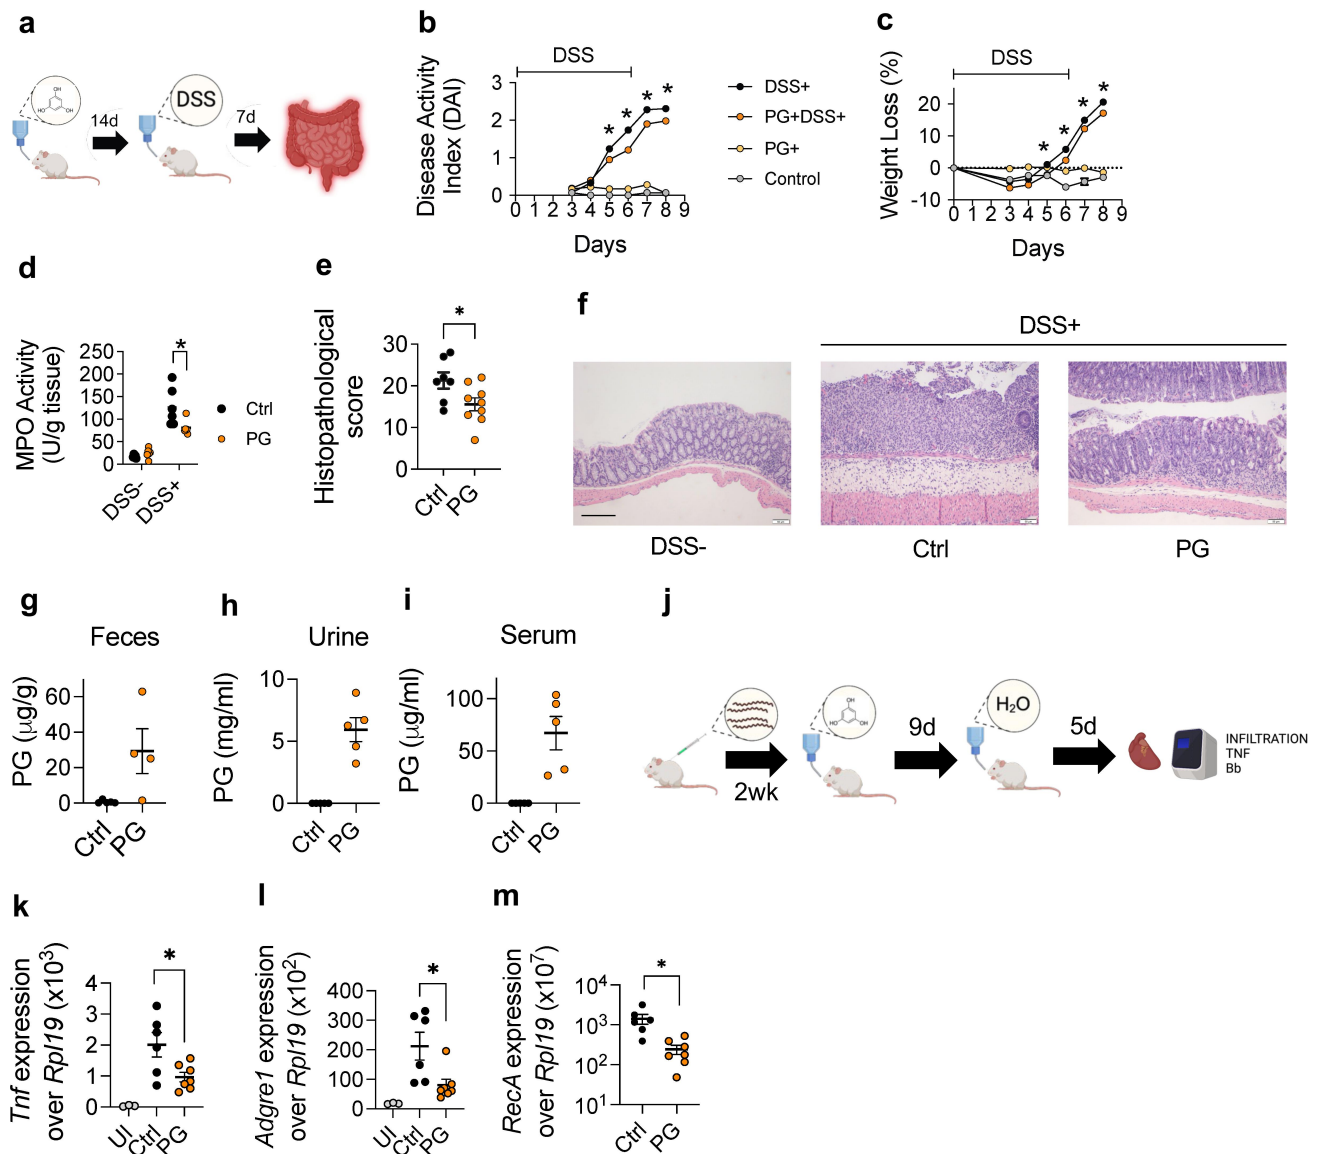 a
OH
HO
OH
14d
DSS
7d
b
DSS
Disease Activity
Index (DAI)
3
2
1
0
0 1 2 3 4 5 6 7 8 9
Days
* * * *
DSS+
PG+DSS+
PG+
Control
c
DSS
Weight Loss (%)
20
10
0
-10
0 1 2 3 4 5 6 7 8 9
Days
* * * *
d
MPO Activity
(U/g tissue)
250
200
150
100
50
0
*
DSS-
DSS+
Ctrl
PG
e
Histopathological
score
30
20
10
0
*
Ctrl
PG
f
DSS+
DSS-
Ctrl
PG
g
Feces
PG (µg/g)
60
40
20
0
Ctrl
PG
h
Urine
PG (mg/ml)
10
5
0
Ctrl
PG
i
Serum
PG (µg/ml)
100
50
0
Ctrl
PG
j
2wk
OH
HO
OH
9d
H₂O
5d
INFILTRATION
TNF
Bb
k
Tnf expression
over Rpl19 (x10³)
4
3
2
1
0
*
UI
Ctrl
PG
l
Adgre1 expression
over Rpl19 (x10²)
400
300
200
100
0
*
UI
Ctrl
PG
m
RecA expression
over Rpl19 (x10⁷)
10⁴
10³
10²
10¹
*
Ctrl
PG